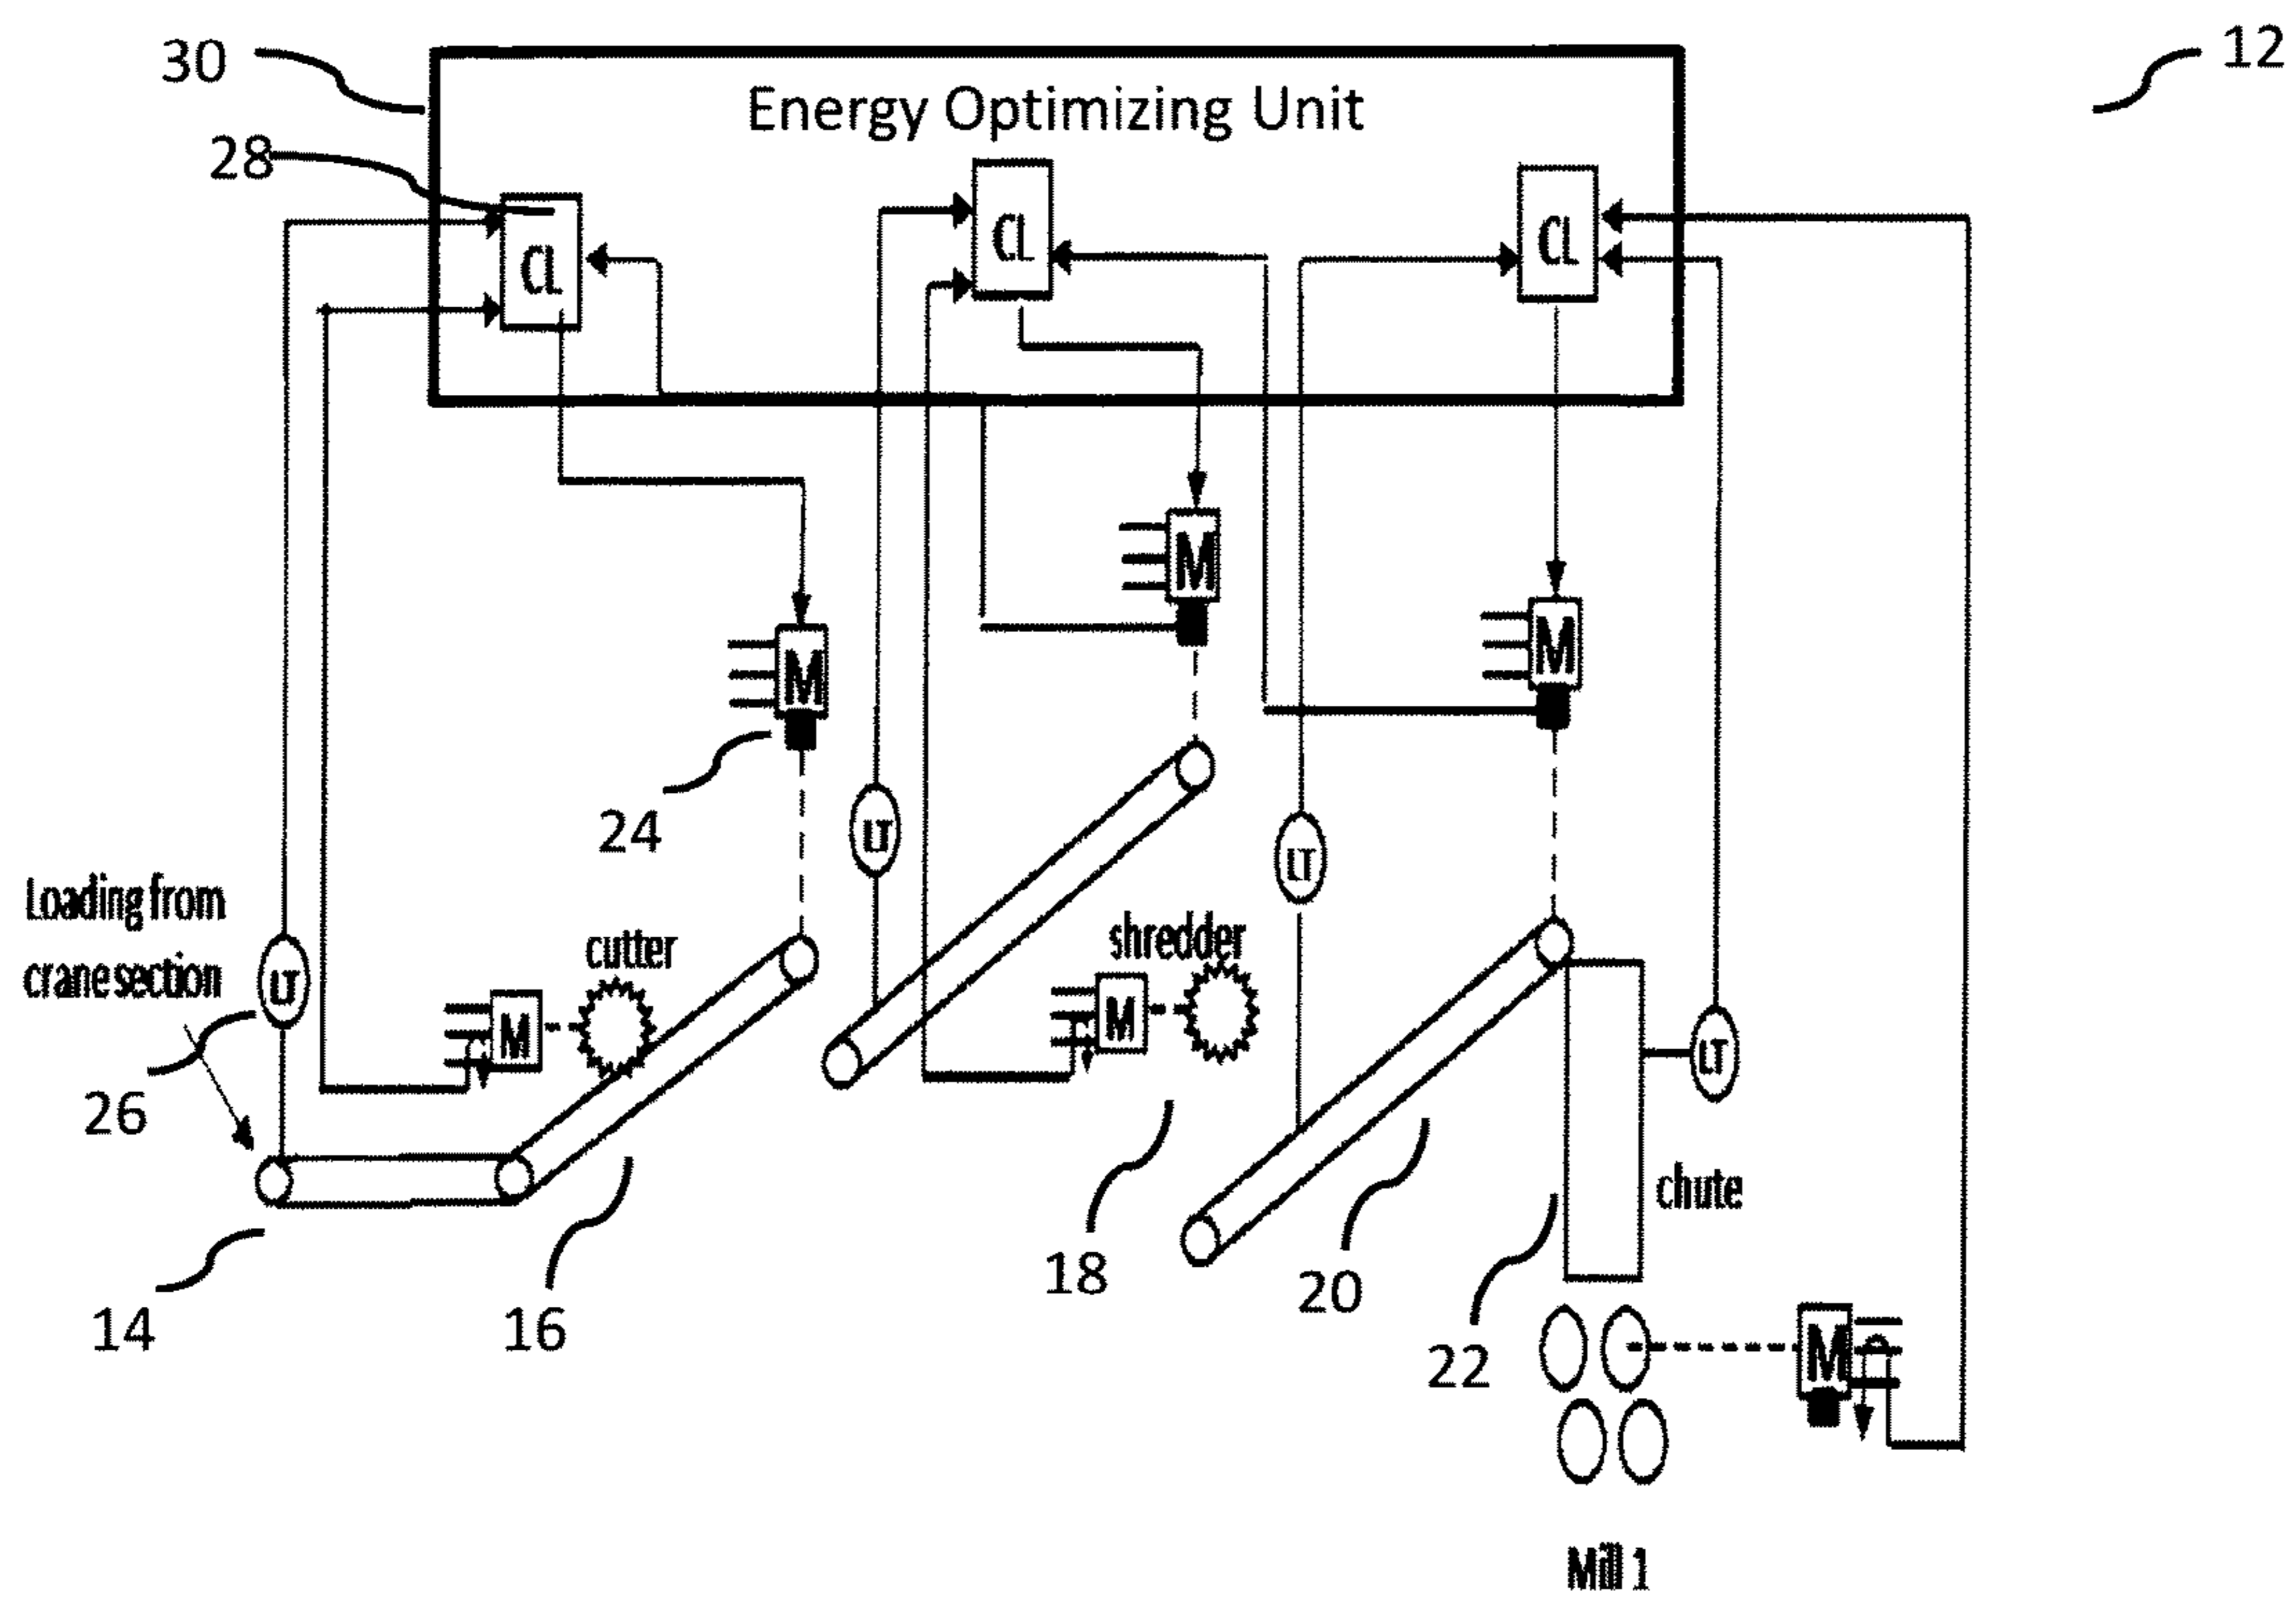 30
12
Energy Optimizing Unit
28
CL
CL
CL
M
M
M
24
LT
LT
Loading from
crane section
LT
cutter
shredder
M
M
LT
26
chute
14
16
18
20
22
M
Mill 1